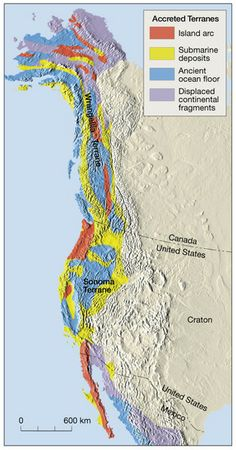 Accreted Terranes
Island arc
Submarine
deposits
Ancient
ocean floor
Displaced
continental
fragments
Wrangellia Terrane
Canada
United States
Sonoma
Terrane
Craton
United States
Mexico
0 600 km